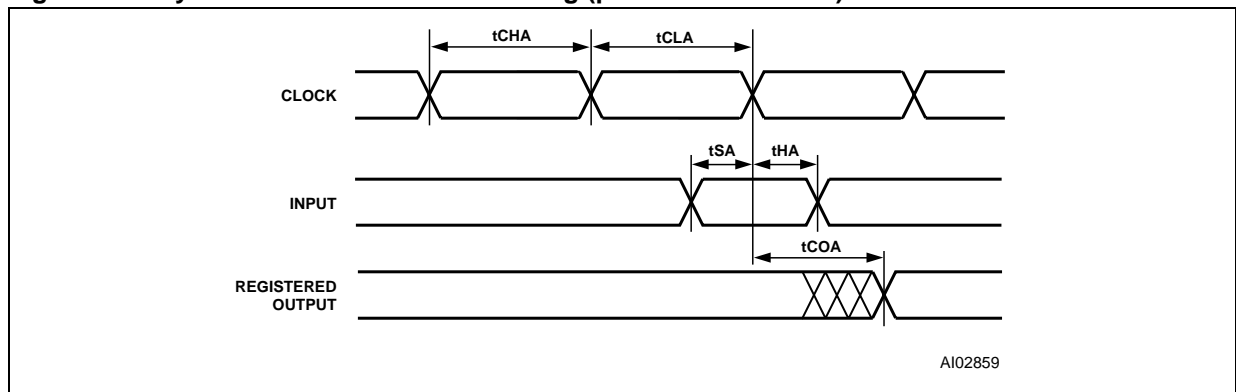 tCHA tCLA
CLOCK
tSA tHA
INPUT
tCOA
REGISTERED
OUTPUT
AI02859